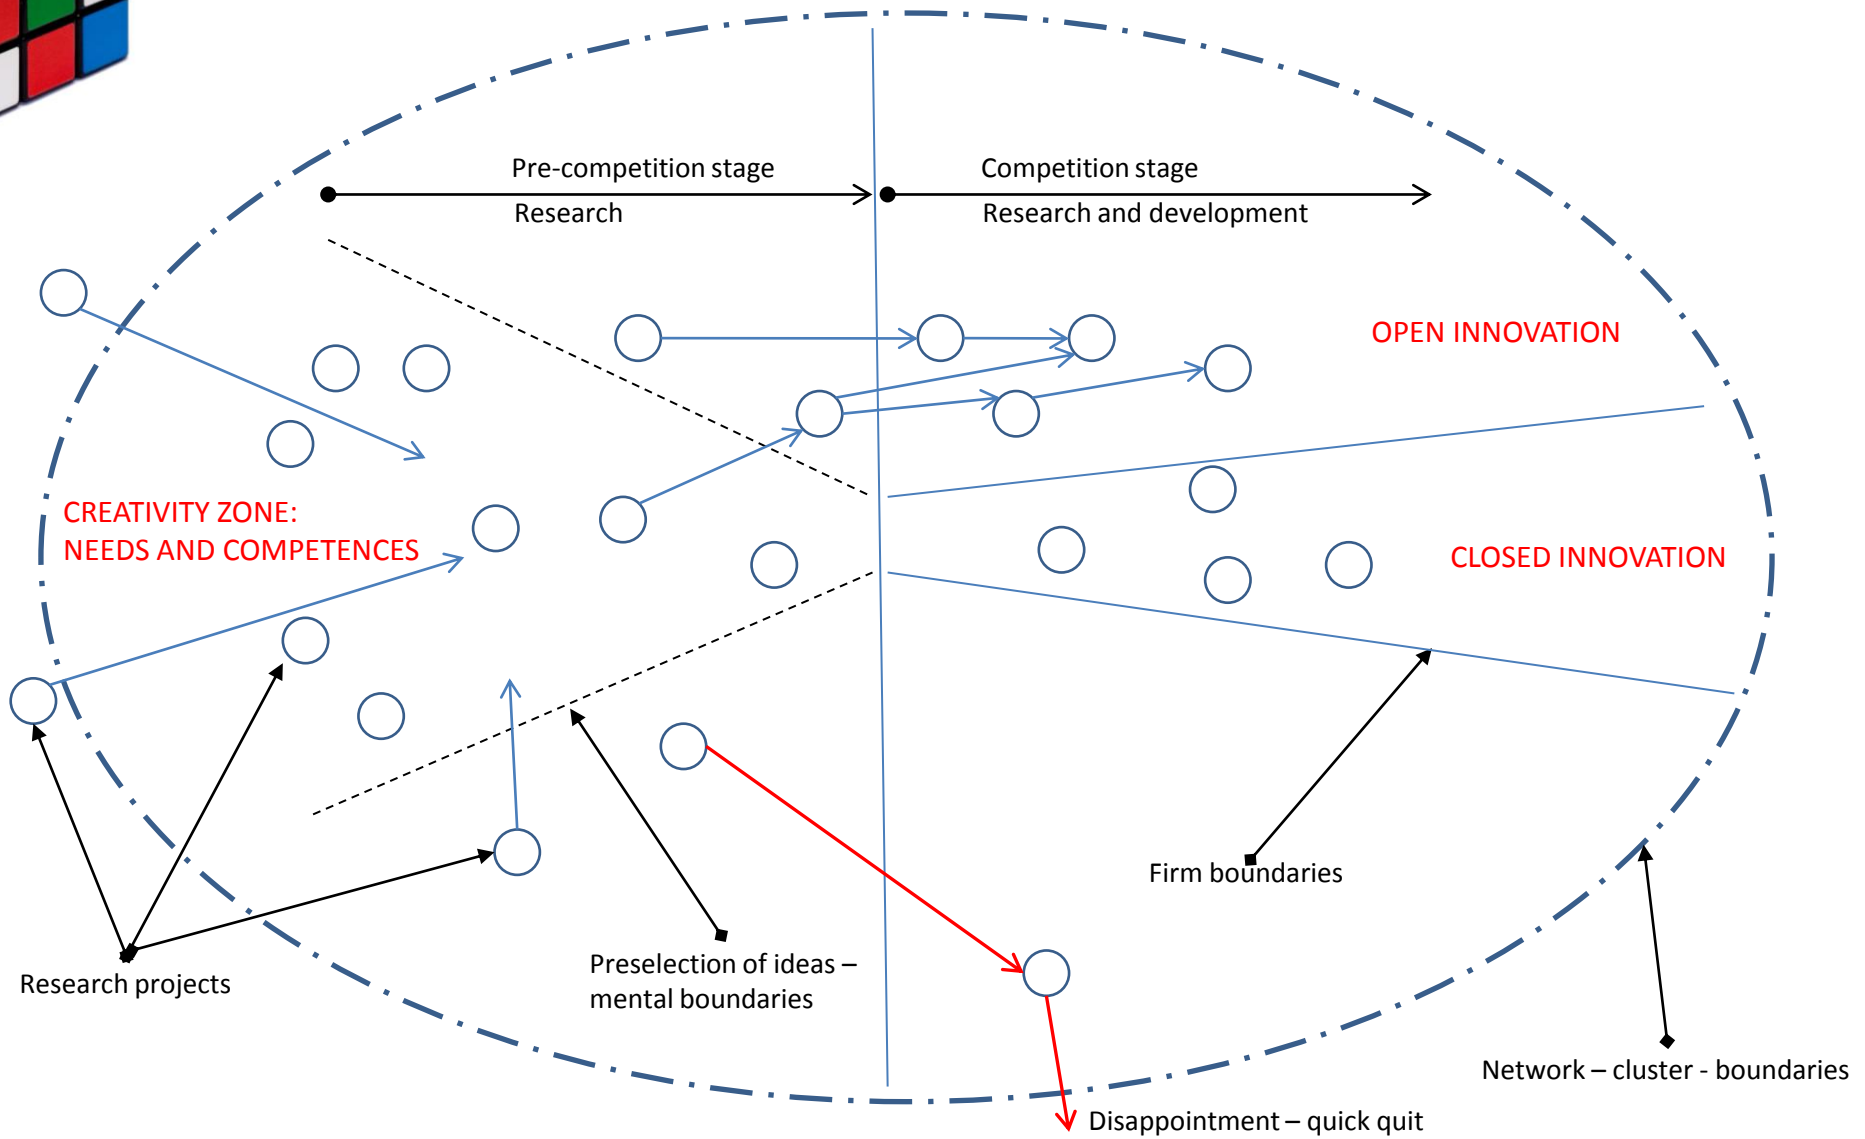 Pre-competition stage
Research
Competition stage
Research and development
OPEN INNOVATION
CREATIVITY ZONE:
NEEDS AND COMPETENCES
CLOSED INNOVATION
Firm boundaries
Research projects
Preselection of ideas –
mental boundaries
Network – cluster - boundaries
Disappointment – quick quit